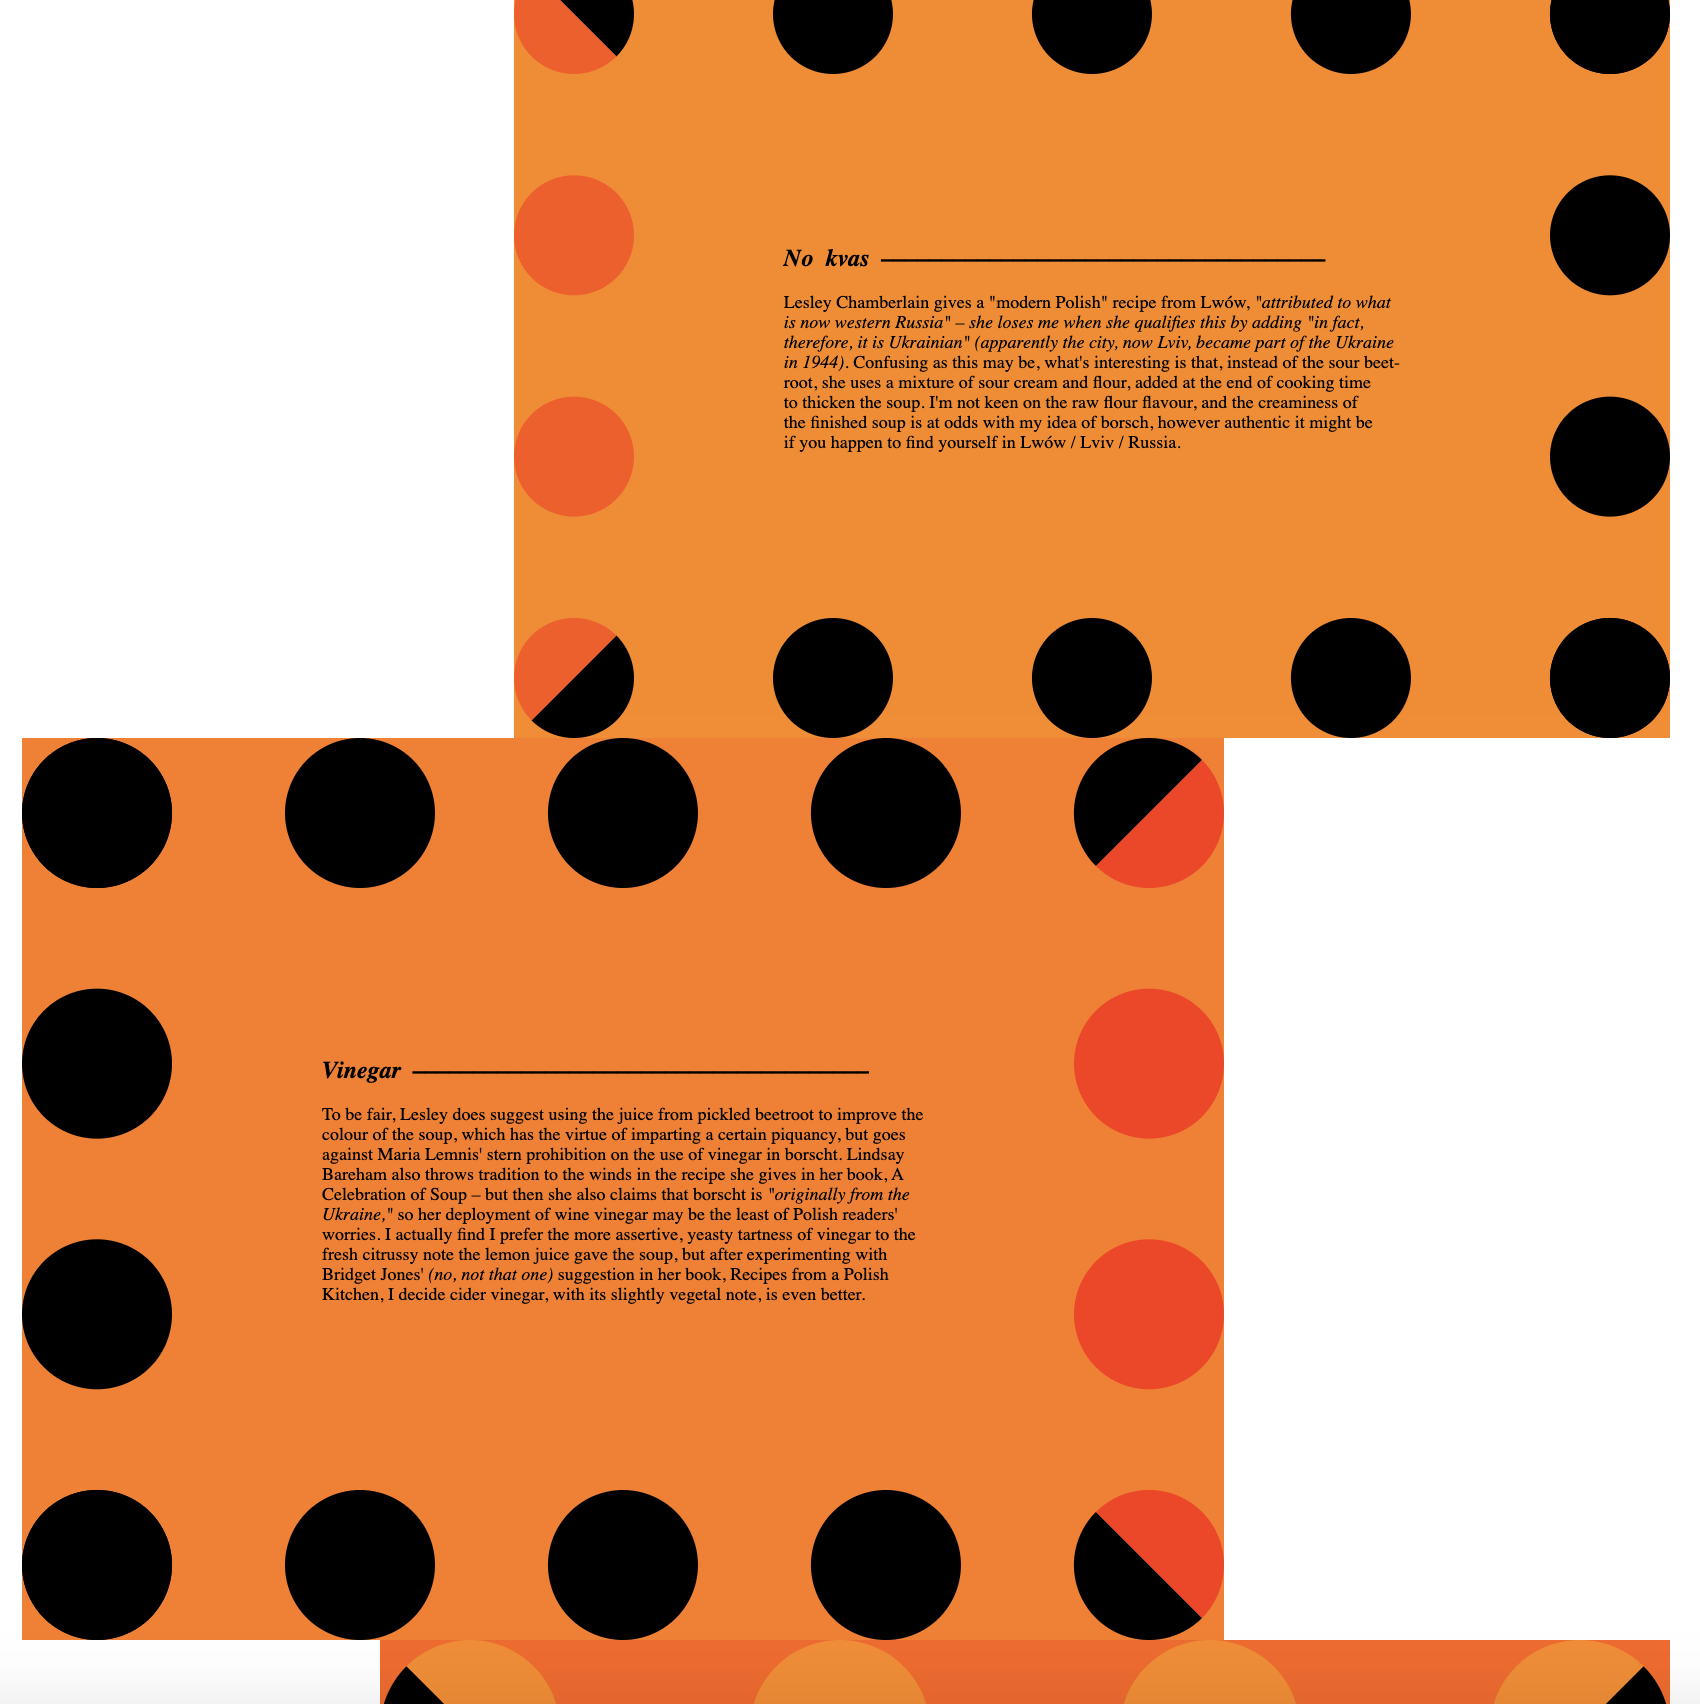 No kvas
Lesley Chamberlain gives a "modern Polish" recipe from Lwów, "attributed to what
is now western Russia" – she loses me when she qualifies this by adding "in fact,
therefore, it is Ukrainian" (apparently the city, now Lviv, became part of the Ukraine
in 1944). Confusing as this may be, what's interesting is that, instead of the sour beet-
root, she uses a mixture of sour cream and flour, added at the end of cooking time
to thicken the soup. I'm not keen on the raw flour flavour, and the creaminess of
the finished soup is at odds with my idea of borsch, however authentic it might be
if you happen to find yourself in Lwów / Lviv / Russia.
Vinegar
To be fair, Lesley does suggest using the juice from pickled beetroot to improve the
colour of the soup, which has the virtue of imparting a certain piquancy, but goes
against Maria Lemnis' stern prohibition on the use of vinegar in borscht. Lindsay
Bareham also throws tradition to the winds in the recipe she gives in her book, A
Celebration of Soup – but then she also claims that borscht is "originally from the
Ukraine," so her deployment of wine vinegar may be the least of Polish readers'
worries. I actually find I prefer the more assertive, yeasty tartness of vinegar to the
fresh citrussy note the lemon juice gave the soup, but after experimenting with
Bridget Jones' (no, not that one) suggestion in her book, Recipes from a Polish
Kitchen, I decide cider vinegar, with its slightly vegetal note, is even better.